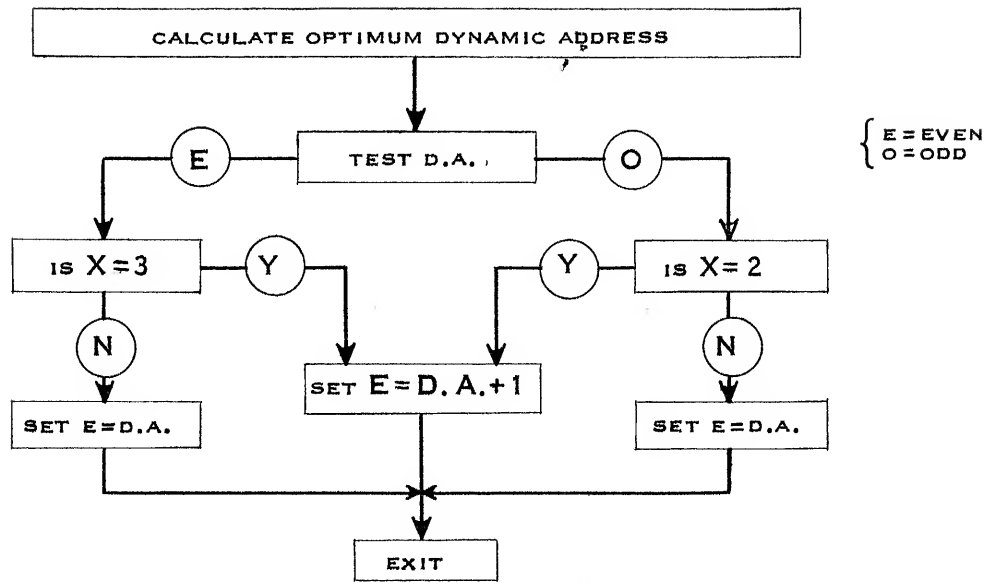 CALCULATE OPTIMUM DYNAMIC ADDRESS
E
TEST D.A.
O
E = EVEN
O = ODD
IS X = 3
Y
Y
IS X = 2
N
N
SET E = D.A.+1
SET E = D.A.
SET E = D.A.
EXIT